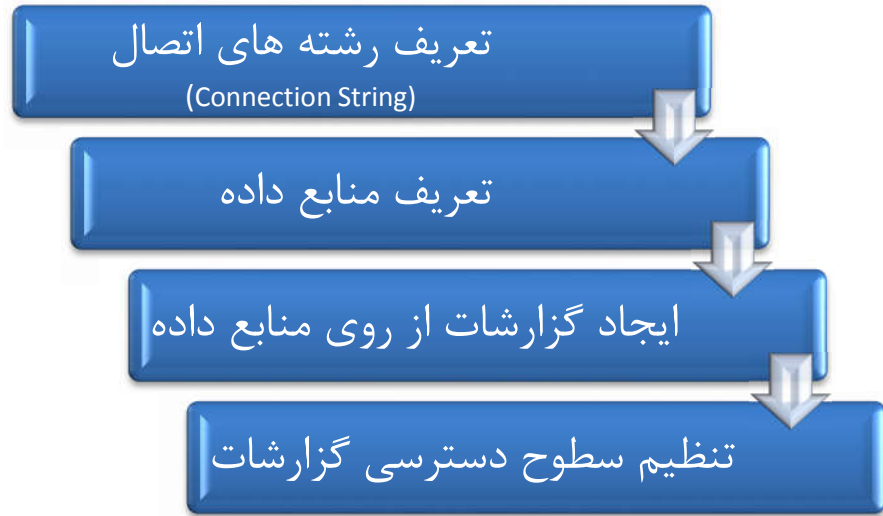 تعریف رشته های اتصال
(Connection String)
تعریف منابع داده
ایجاد گزارشات از روی منابع داده
تنظیم سطوح دسترسی گزارشات